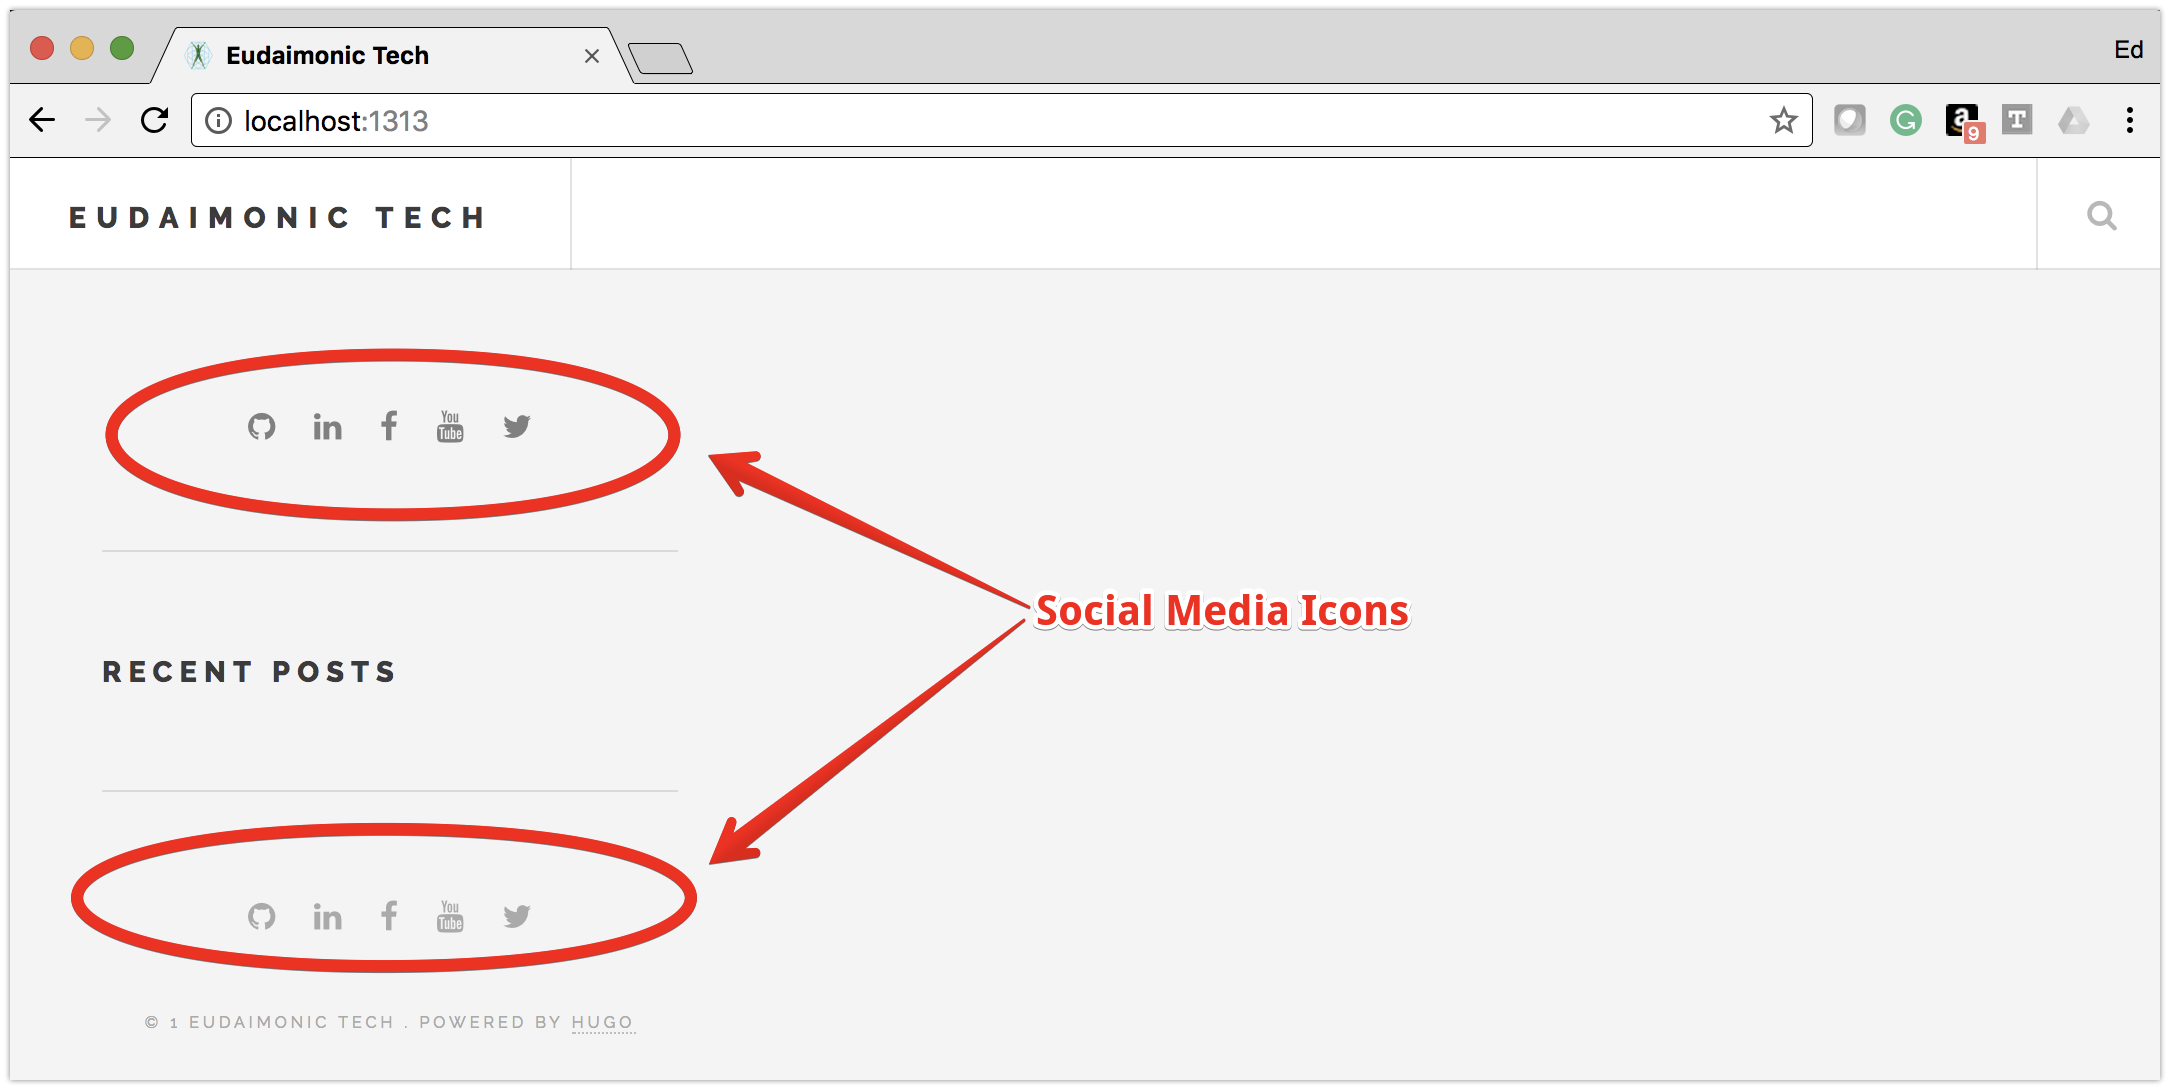 Eudaimonic Tech
Ed
localhost:1313
a
9
T
EUDAIMONIC TECH
in f You Tube
Social Media Icons
RECENT POSTS
in f You Tube
© 1 EUDAIMONIC TECH . POWERED BY HUGO